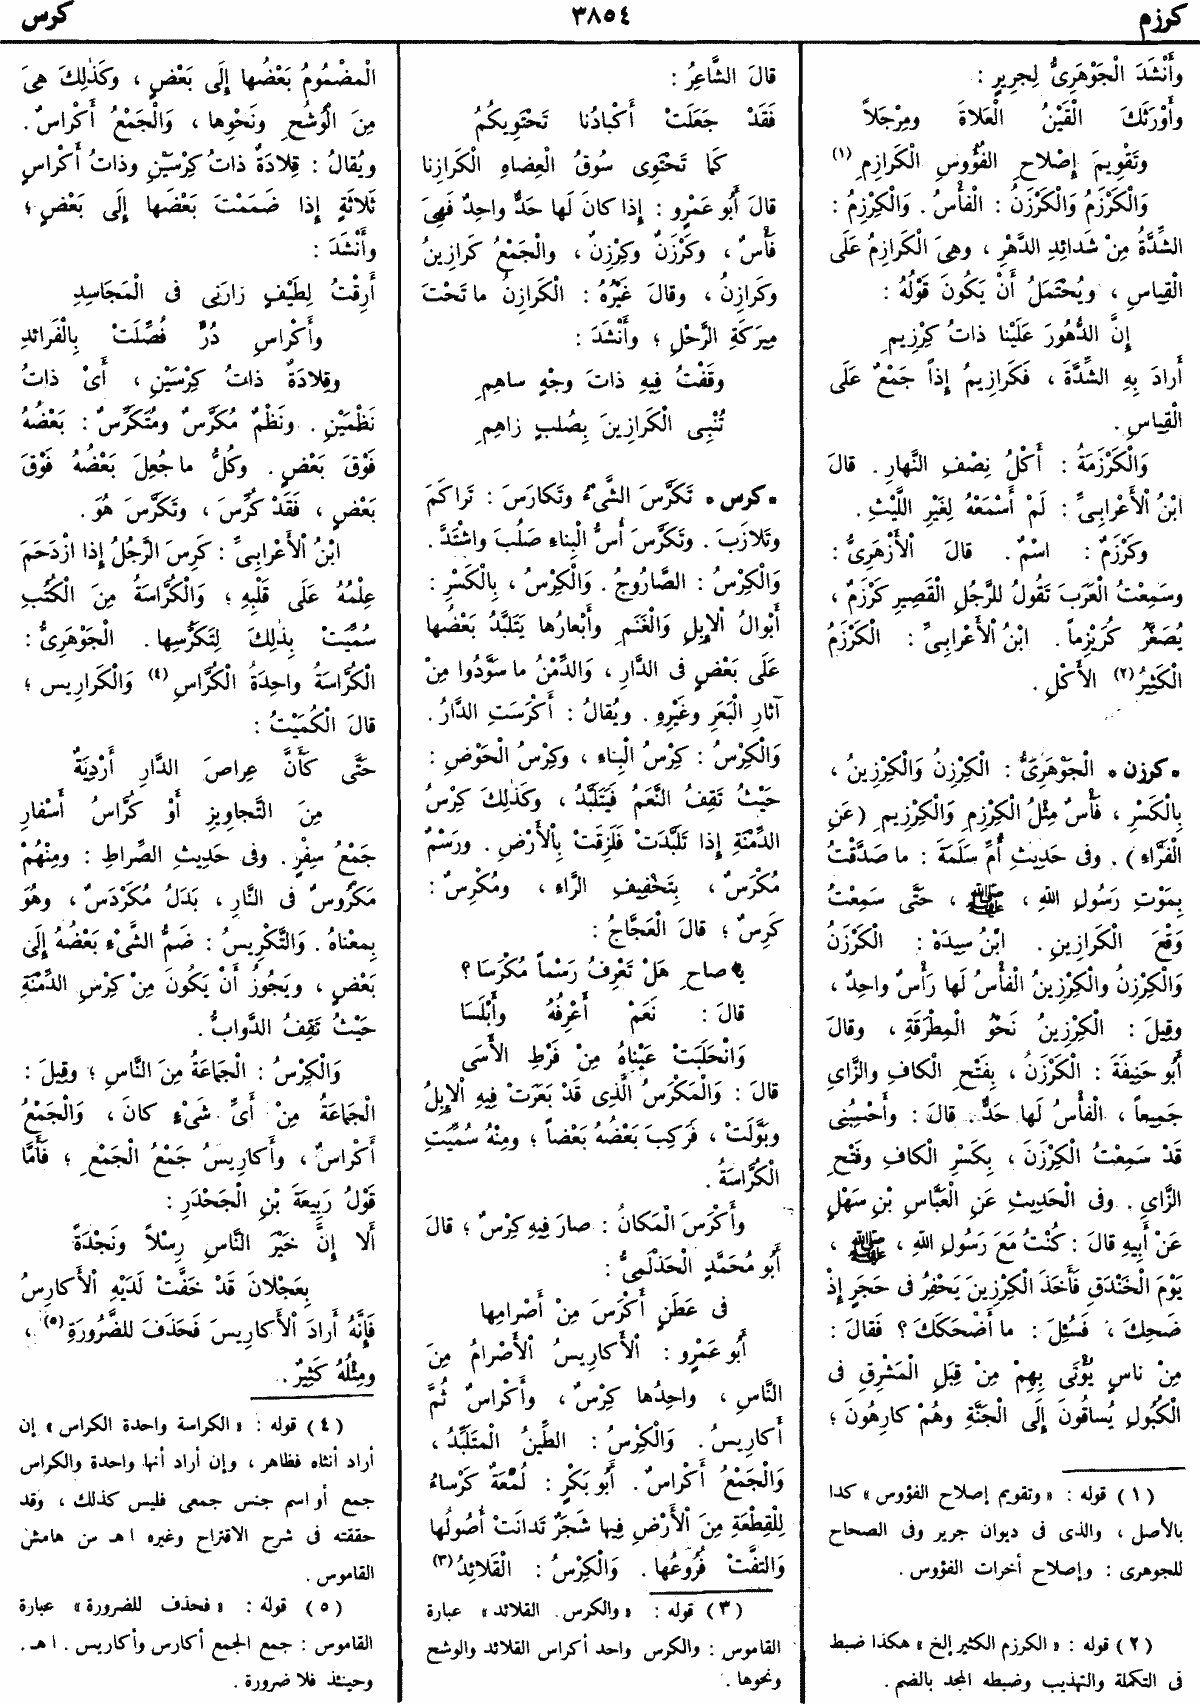 كرزم
٣٨٥٤
كرس
وأَنْشَدَ الْجَوْهَرِىُّ لِجرِيرٍ :
وأَوْرَثَكَ الْقَيْنُ الْعَلاةَ ومِرْجَلاً
وتَقْوِيمَ إِصْلاحِ الفُؤُوسِ الْكَرازِمِ (١)
وَالْكَرْزَمُ وَالْكَرْزَنُ : الْفأْسُ . وَالْكِرْزِمُ :
الشِّدَّةُ مِنْ شَدائِدِ الدَّهْرِ ، وهِىَ الْكَرازِمُ عَلَى
الْقِياسِ ، ويُحْتَمَلُ أَنْ يَكُونَ قَوْلُهُ :
إِنَّ الدُّهُورَ عَلَيْنا ذاتُ كِرْزِيمِ
أَرادَ بِهِ الشِّدَّةَ ، فَكَرازِيمُ إِذاً جَمْعٌ عَلَى
الْقِياسِ .
وَالْكَرْزَمَةُ : أَكْلُ نِصْفِ النَّهارِ . قالَ
ابْنُ الْأَعْرابِىِّ : لَمْ أَسْمَعْهُ لِغَيْرِ اللَّيْثِ .
وكَرْزَمٌ : اسْمٌ . قالَ الْأَزْهَرِىُّ :
وسَمِعْتُ الْعَرَبَ تَقُولُ للرَّجُلِ الْقَصِيرِ كَرْزَمٌ ،
يُصَغَّرُ كُرَيْزِماً . ابْنُ الْأَعْرابِىِّ : الْكَرْزَمُ
الْكَثِيرُ (٢) الأَكْلِ .
• كرزن • الْجَوْهَرِىُّ : الْكِرْزِنُ وَالْكِرْزِينُ ،
بِالْكَسْرِ ، فَأْسٌ مِثْلُ الْكِرْزِمِ وَالْكِرْزِيمِ (عَنِ
الْفَرَّاءِ) . وفى حَدِيثِ أُمِّ سَلَمَةَ : ما صَدَّقْتُ
بِمَوْتِ رَسُولِ اللهِ ، ﷺ ، حَتَّى سَمِعْتُ
وَقْعَ الْكَرازِينِ . ابْنُ سِيدَهْ : الْكَرْزَنُ
وَالْكِرْزِنُ والْكِرْزِينُ الْفأْسُ لَها رَأْسٌ واحِدٌ ،
وقِيلَ : الْكِرْزِينُ نَحْوُ الْمِطْرَقَةِ ، وقالَ
أَبُو حَنِيفَةَ : الْكَرْزَنُ ، بِفَتْحِ الْكافِ والزَّاىِ
جَمِيعاً ، الْفأْسُ لَها حَدٌّ . قالَ : وأَحْسِبُنِى
قَدْ سَمِعْتُ الْكِرْزَنَ ، بِكَسْرِ الْكافِ وفَتْحِ
الزَّاىِ . وفى الْحَدِيثِ عَنِ الْعَبَّاسِ بْنِ سَهْلٍ
عَنْ أَبِيهِ قالَ : كُنْتُ مَعَ رَسُولِ اللهِ ، ﷺ ،
يَوْمَ الْخَنْدَقِ فَأَخَذَ الْكِرْزِينَ يَحْفِرُ فى حَجَرٍ إِذْ
ضَحِكَ ، فَسُئِلَ : ما أَضْحَكَكَ ؟ فَقالَ :
مِنْ ناسٍ يُؤْتَى بِهِمْ مِنْ قِبَلِ الْمَشْرِقِ فى
الْكُبُولِ يُساقُونَ إِلَى الْجَنَّةِ وهُمْ كارِهُونَ ؛
(١) قوله : «وتقويم إصلاح الفؤوس» كذا
بالأصل ، والذى فى ديوان جرير وفى الصحاح
للجوهرى : وإصلاح أخرات الفؤوس .
(٢) قوله : «الكرزم الكثير إلخ» هكذا ضبط
فى التكملة والتهذيب وضبطه المجد بالضم .
قالَ الشَّاعِرُ :
فَقَدْ جَعَلَتْ أَكْبادُنا تَحْتَوِيكُمُ
كَما تَحْتَوِى سُوقُ الْعِضاهِ الْكَرازِنا
قالَ أَبُو عَمْرٍو : إِذا كانَ لَها حَدٌّ واحِدٌ فَهِىَ
فَأْسٌ ، وكَرْزَنٌ وكِرْزِنٌ ، والْجَمْعُ كَرازِينُ
وكَرازِنُ ، وقالَ غَيْرُهُ : الْكَرازِنُ ما تَحْتَ
مِيرَكَةِ الرَّحْلِ ؛ وأَنْشَدَ :
وقَفْتُ فِيهِ ذاتَ وجْهٍ ساهِمِ
تُنْبِى الْكَرازِينَ بِصُلبٍ زاهِمِ
• كرس • تَكَرَّسَ الشَّىْءُ وتَكارَسَ : تَراكَمَ
وتَلازَبَ . وتَكَرَّسَ أُسُّ الْبِناءِ صَلُبَ واشْتَدَّ .
وَالْكِرْسُ : الصَّارُوجُ . وَالْكِرْسُ ، بِالْكَسْرِ :
أَبْوالُ الْإِبِلِ وَالْغَنَمِ وأَبْعارُها يَتَلَبَّدُ بَعْضُها
عَلَى بَعْضٍ فى الدَّارِ ، وَالدِّمْنُ ما سَوَّدُوا مِنْ
آثارِ الْبَعَرِ وغَيْرِهِ . ويُقالُ : أَكْرَسَتِ الدَّارُ .
وَالْكِرْسُ : كِرْسُ الْبِناءِ ، وكِرْسُ الْحَوْضِ :
حَيْثُ تَقِفُ النَّعَمُ فَيَتَلَبَّدُ ، وكَذٰلِكَ كِرْسُ
الدِّمْنَةِ إِذا تَلَبَّدَتْ فَلَزِقَتْ بِالْأَرْضِ . ورَسْمٌ
مُكْرَسٌ ، بِتَخْفِيفِ الرَّاءِ ، ومُكْرِسٌ :
كَرِسٌ ؛ قالَ الْعَجَّاجُ :
يا صاحِ هَلْ تَعْرِفُ رَسْماً مُكْرَسَا ؟
قالَ : نَعَمْ أَعْرِفُهُ وأَبْلَسَا
وَانْحَلَبَتْ عَيْناهُ مِنْ فَرْطِ الأَسَى
قالَ : وَالْمَكْرَسُ الَّذِى قَدْ بَعَرَتْ فِيهِ الْإِبِلُ
وبَوَّلَتْ ، فَرَكِبَ بَعْضُهُ بَعْضاً ؛ ومِنْهُ سُمِّيَتِ
الْكُرَّاسَةُ .
وأَكْرَسَ الْمَكانُ : صارَ فِيهِ كِرْسٌ ؛ قالَ
أَبُو مُحَمَّدٍ الْحَذْلَمِىُّ :
فى عَطَنٍ أَكْرَسَ مِنْ أَصْرامِها
أَبُو عَمْرٍو : الْأَكارِيسُ الْأَصْرامُ مِنَ
النَّاسِ ، واحِدُها كِرْسٌ ، وأَكْراسٌ ثُمَّ
أَكارِيسُ . وَالْكِرْسُ : الطِّينُ الْمتَلَبِّدُ ،
وَالْجَمْعُ أَكْراسٌ . أَبُو بَكْرٍ : لُمْعَةٌ كَرْساءُ
لِلْقِطْعَةِ مِنَ الْأَرْضِ فِيها شَجَرٌ تَدانَتْ أُصُولُها
وَالتفَّتْ فُرُوعُها . وَالْكِرْسُ : الْقَلائِدُ (٣)
(٣) قوله : «والكرس القلائد» عبارة
القاموس : والكرس واحد أكراس القلائد والوشح
ونحوها .
الْمضْمُومُ بَعْضُها إِلَى بَعْضٍ ، وكَذٰلِكَ هِىَ
مِنَ الْوُشُحِ ونَحْوِها ، وَالْجَمْعُ أَكْراسٌ .
ويُقالُ : قِلادَةٌ ذاتُ كِرْسَيْنِ وذاتُ أَكْراسٍ
ثَلاثَةٍ إِذا ضَمَمْتَ بَعْضَها إِلَى بَعْضٍ ؛
وأَنْشَدَ :
أَرِقْتُ لِطَيْفٍ زارَنِى فى الْمَجَاسِدِ
وأَكْراسِ دُرٍّ فُصِّلَتْ بِالْفَرائدِ
وقِلادَةٌ ذاتُ كِرْسَيْنِ ، أَىْ ذاتُ
نَظْمَيْنِ . ونَظْمٌ مُكَرَّسٌ ومُتَكَرِّسٌ : بَعْضُهُ
فَوْقَ بَعْضٍ . وكُلُّ ما جُعِلَ بَعْضُهُ فَوْقَ
بَعْضٍ ، فَقَدْ كُرِّسَ ، وتَكَرَّسَ هُوَ .
ابْنُ الْأَعْرابِىِّ : كَرِسَ الرَّجُلُ إِذا ازْدَحَمَ
عِلْمُهُ عَلَى قَلْبِهِ ؛ وَالْكُرَّاسَةُ مِنَ الْكُتُبِ
سُمِّيَتْ بِذٰلِكَ لِتَكَرُّسِها . الْجَوْهَرِىُّ :
الْكُرَّاسَةُ واحِدَةُ الْكُرَّاسِ (٤) وَالْكَرارِيس ؛
قالَ الْكُمَيْتُ :
حَتَّى كَأَنَّ عِراصَ الدَّارِ أَرْدِيَةٌ
مِنَ التَّجاوِيزِ أَوْ كُرَّاسُ أَسْفارِ
جَمْعُ سِفْرٍ . وفى حَدِيثِ الصِّراطِ : ومِنْهُمْ
مَكْرُوسٌ فى النَّارِ ، بَدَلُ مُكَرْدَسٌ ، وهُوَ
بِمعْناهُ . وَالتَّكْرِيسُ : ضَمُّ الشَّىْءِ بَعْضُهُ إِلَى
بَعْضٍ ، ويَجُوزُ أَنْ يَكُونَ مِنْ كِرْسِ الدِّمْنَةِ
حَيْثُ تَقِفُ الدَّوابُّ .
وَالْكِرْسُ : الْجَماعَةُ مِنَ النَّاسِ ؛ وقِيلَ :
الْجَماعَةُ مِنْ أَىِّ شَىْءٍ كانَ ، وَالْجَمْعُ
أَكْراسٌ ، وأَكارِيسُ جَمْعُ الْجَمْعِ ؛ فَأَمَّا
قَوْلُ رَبِيعَةَ بْنِ الْجَحْدَرِ :
أَلا إِنَّ خَيْرَ النَّاسِ رِسْلاً ونَجْدَةً
بِعَجْلانَ قَدْ خَفَّتْ لَدَيْهِ الْأَكارِسُ
فَإِنَّهُ أَرادَ الْأَكارِيسَ فَحَذَفَ للضَّرُورَةِ (٥) ،
ومِثْلُهُ كَثِيرٌ .
(٤) قوله : «الكراسة واحدة الكراس» إن
أراد أنثاه فظاهر ، وإن أراد أنها واحدة والكراس
جمع أو اسم جنس جمعى فليس كذلك ، وقد
حققته فى شرح الاقتراح وغيره اهـ من هامش
القاموس .
(٥) قوله : «فحذف للضرورة» عبارة
القاموس : جمع الجمع أكارس وأكاريس . اهـ .
وحينئذ فلا ضرورة .